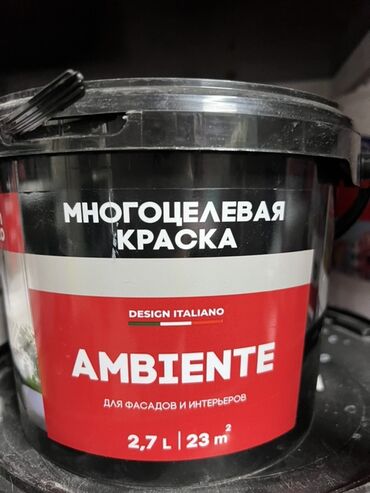 МНОГОЦЕЛЕВАЯ
КРАСКА
DESIGN ITALIANO
AMBIENTE
ДЛЯ ФАСАДОВ И ИНТЕРЬЕРОВ
2,7 L | 23 m²